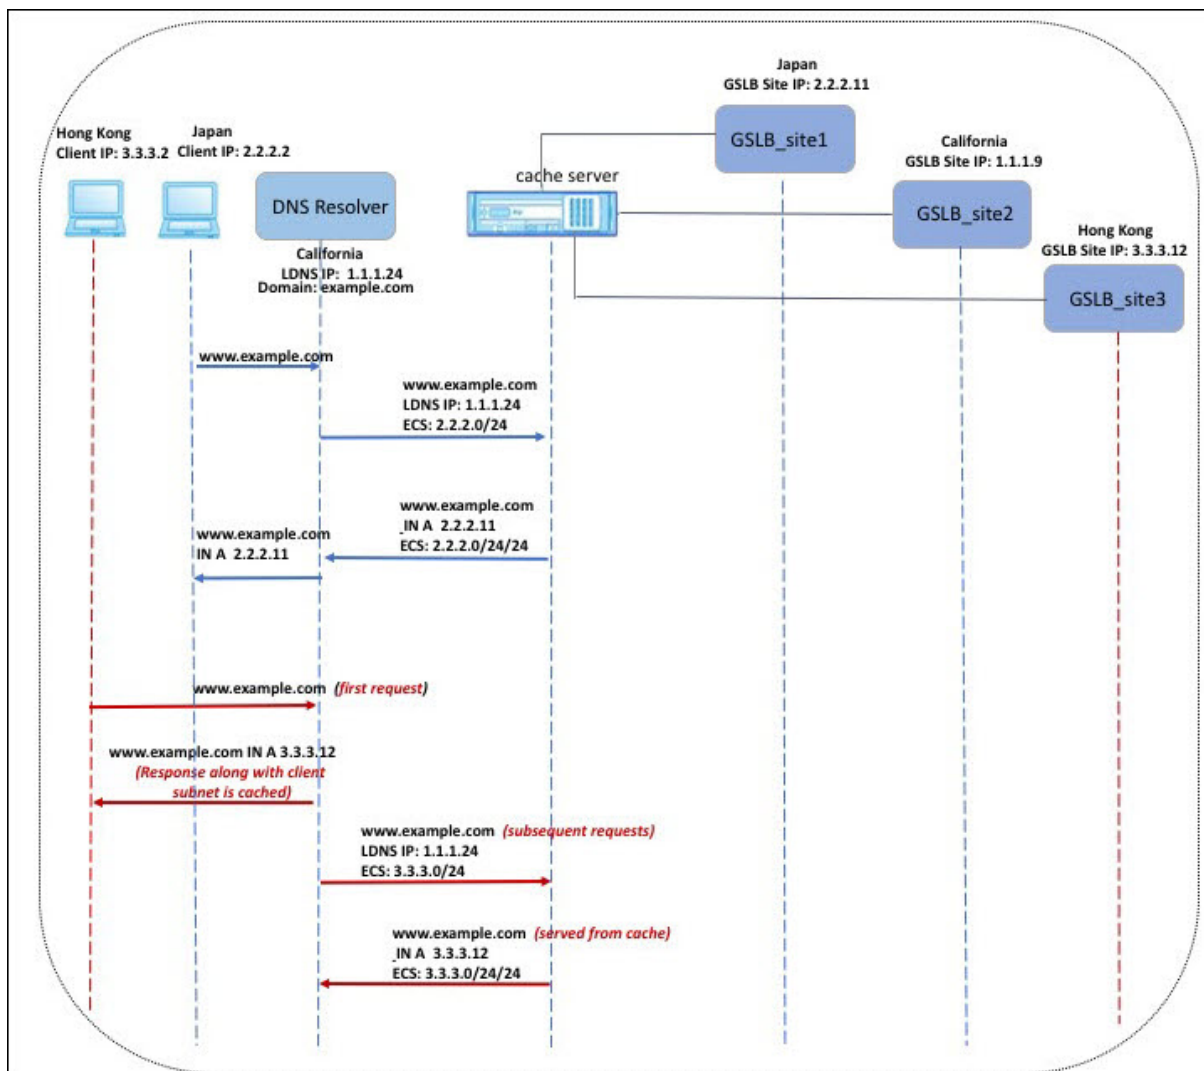 Japan
GSLB Site IP: 2.2.2.11
GSLB_site1
Hong Kong
Client IP: 3.3.3.2
Japan
Client IP: 2.2.2.2
California
GSLB Site IP: 1.1.1.9
cache server
DNS Resolver
GSLB_site2
Hong Kong
GSLB Site IP: 3.3.3.12
California
LDNS IP: 1.1.1.24
Domain: example.com
GSLB_site3
www.example.com
www.example.com
LDNS IP: 1.1.1.24
ECS: 2.2.2.0/24
www.example.com
_IN A 2.2.2.11
ECS: 2.2.2.0/24/24
www.example.com
IN A 2.2.2.11
www.example.com (first request)
www.example.com IN A 3.3.3.12
(Response along with client
subnet is cached)
www.example.com (subsequent requests)
LDNS IP: 1.1.1.24
ECS: 3.3.3.0/24
www.example.com (served from cache)
_IN A 3.3.3.12
ECS: 3.3.3.0/24/24